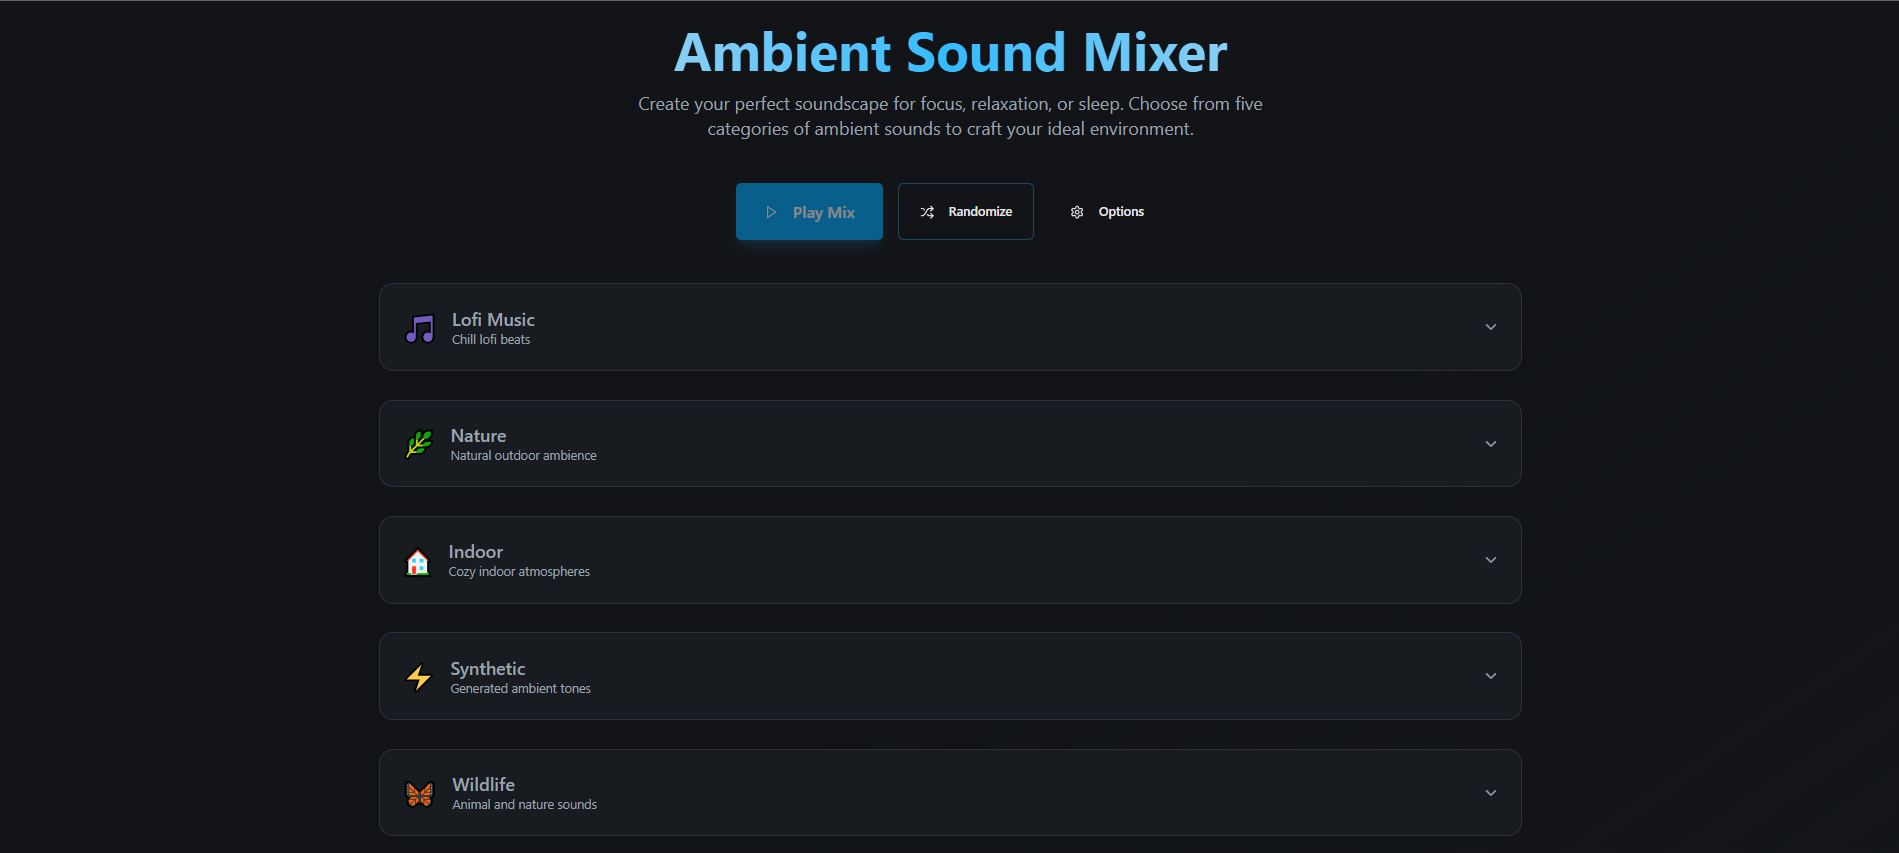 Ambient Sound Mixer
Create your perfect soundscape for focus, relaxation, or sleep. Choose from five
categories of ambient sounds to craft your ideal environment.
Play Mix
Randomize
Options
Lofi Music
Chill lofi beats
Nature
Natural outdoor ambience
Indoor
Cozy indoor atmospheres
Synthetic
Generated ambient tones
Wildlife
Animal and nature sounds